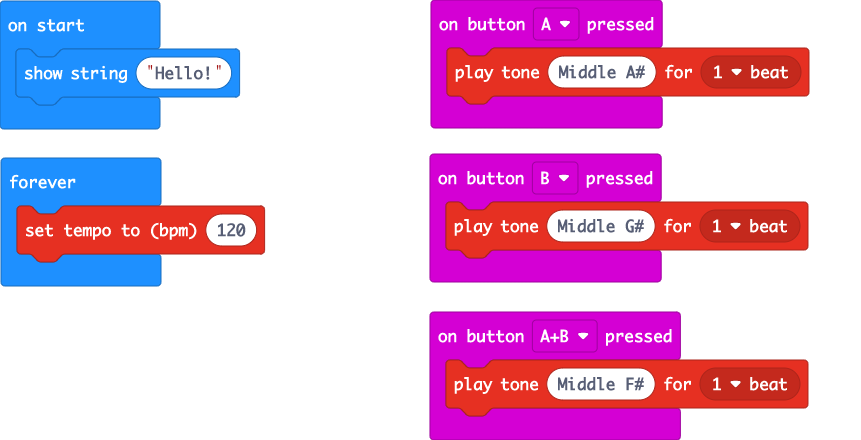 on start
show string "Hello!"
forever
set tempo to (bpm) 120
on button A pressed
play tone Middle A# for 1 beat
on button B pressed
play tone Middle G# for 1 beat
on button A+B pressed
play tone Middle F# for 1 beat